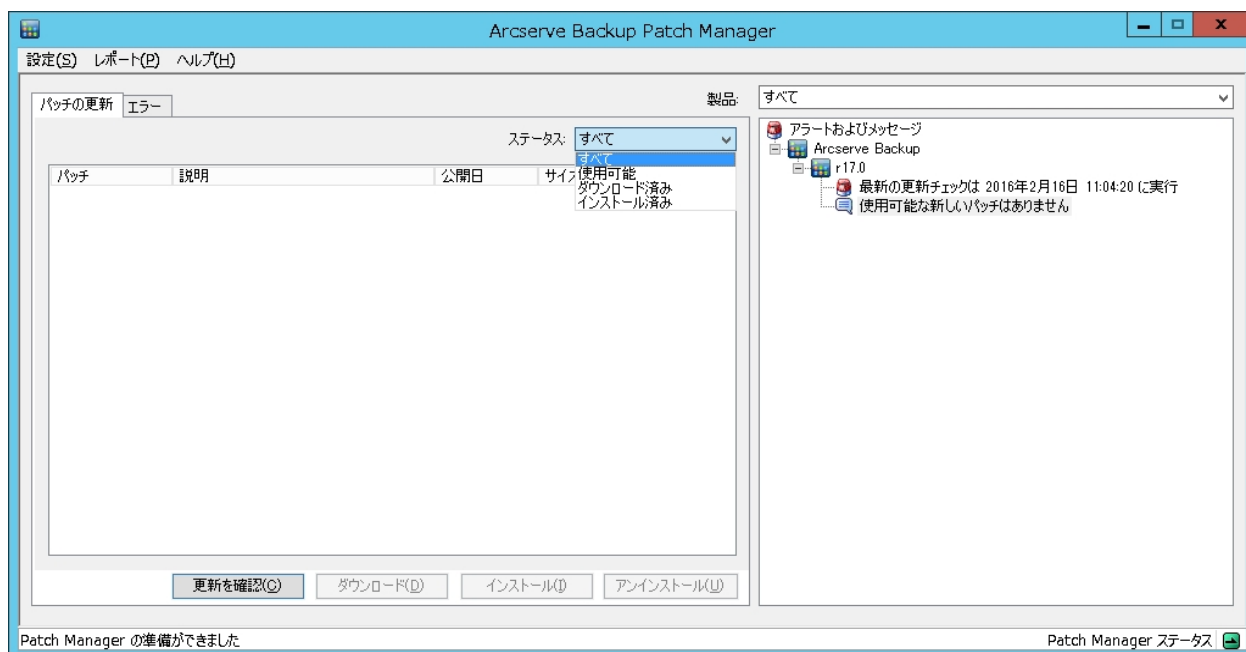 Arcserve Backup Patch Manager
設定(S) レポート(P) ヘルプ(H)
パッチの更新 エラー
製品: すべて
ステータス: すべて
すべて
使用可能
ダウンロード済み
インストール済み
パッチ 説明 公開日 サイズ
アラートおよびメッセージ
Arcserve Backup
r17.0
最新の更新チェックは 2016年2月16日 11:04:20 に実行
使用可能な新しいパッチはありません
更新を確認(C) ダウンロード(D) インストール(I) アンインストール(U)
Patch Manager の準備ができました
Patch Manager ステータス